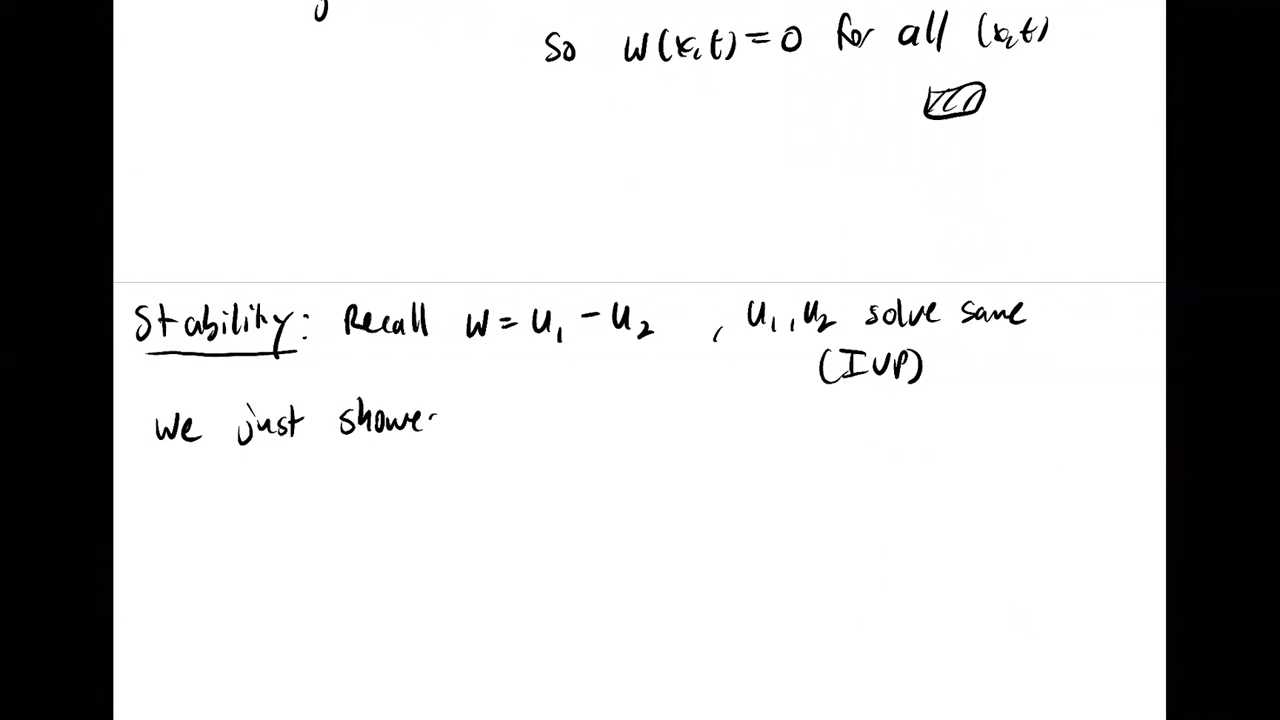 So w(x,t) = 0 for all (x,t)
Stability: Recall w = u₁ - u₂ , u₁, u₂ solve same
(IVP)
We just showe